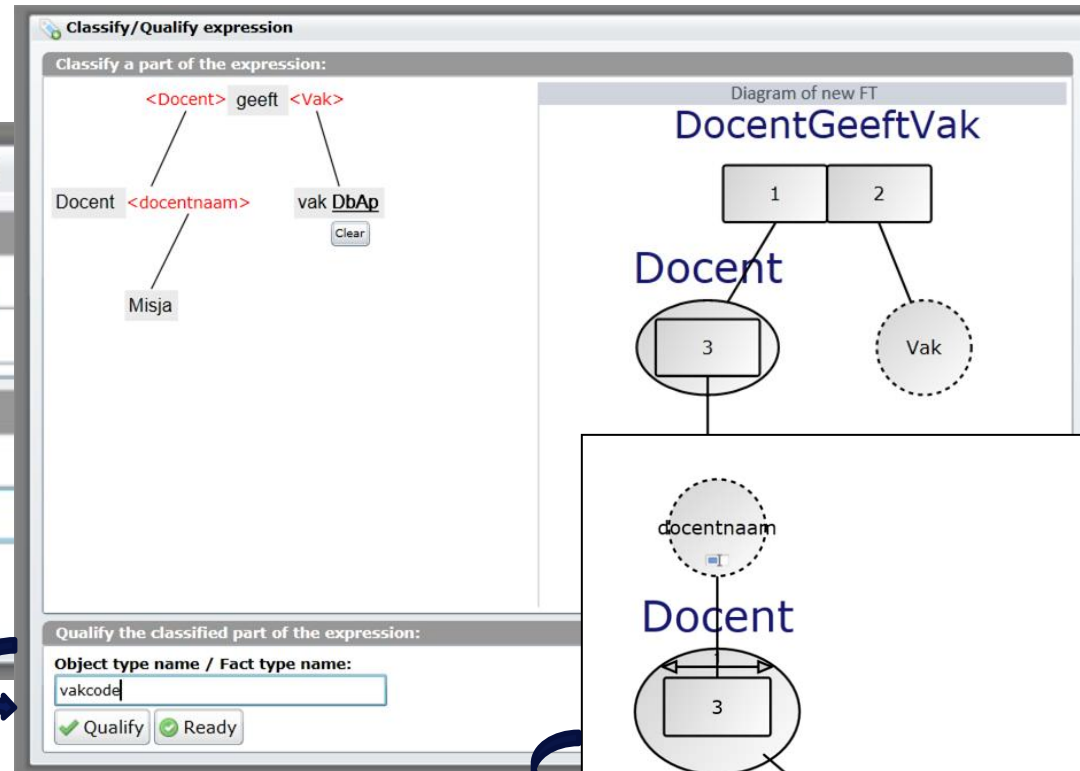 Classify/Qualify expression
Classify a part of the expression:
<Docent> geeft <Vak>
Docent <docentnaam>
vak DbAp
Clear
Misja
Diagram of new FT
DocentGeeftVak
1 2
Docent
3
Vak
Qualify the classified part of the expression:
Object type name / Fact type name:
vakcode
Qualify Ready
docentnaam
Docent
3